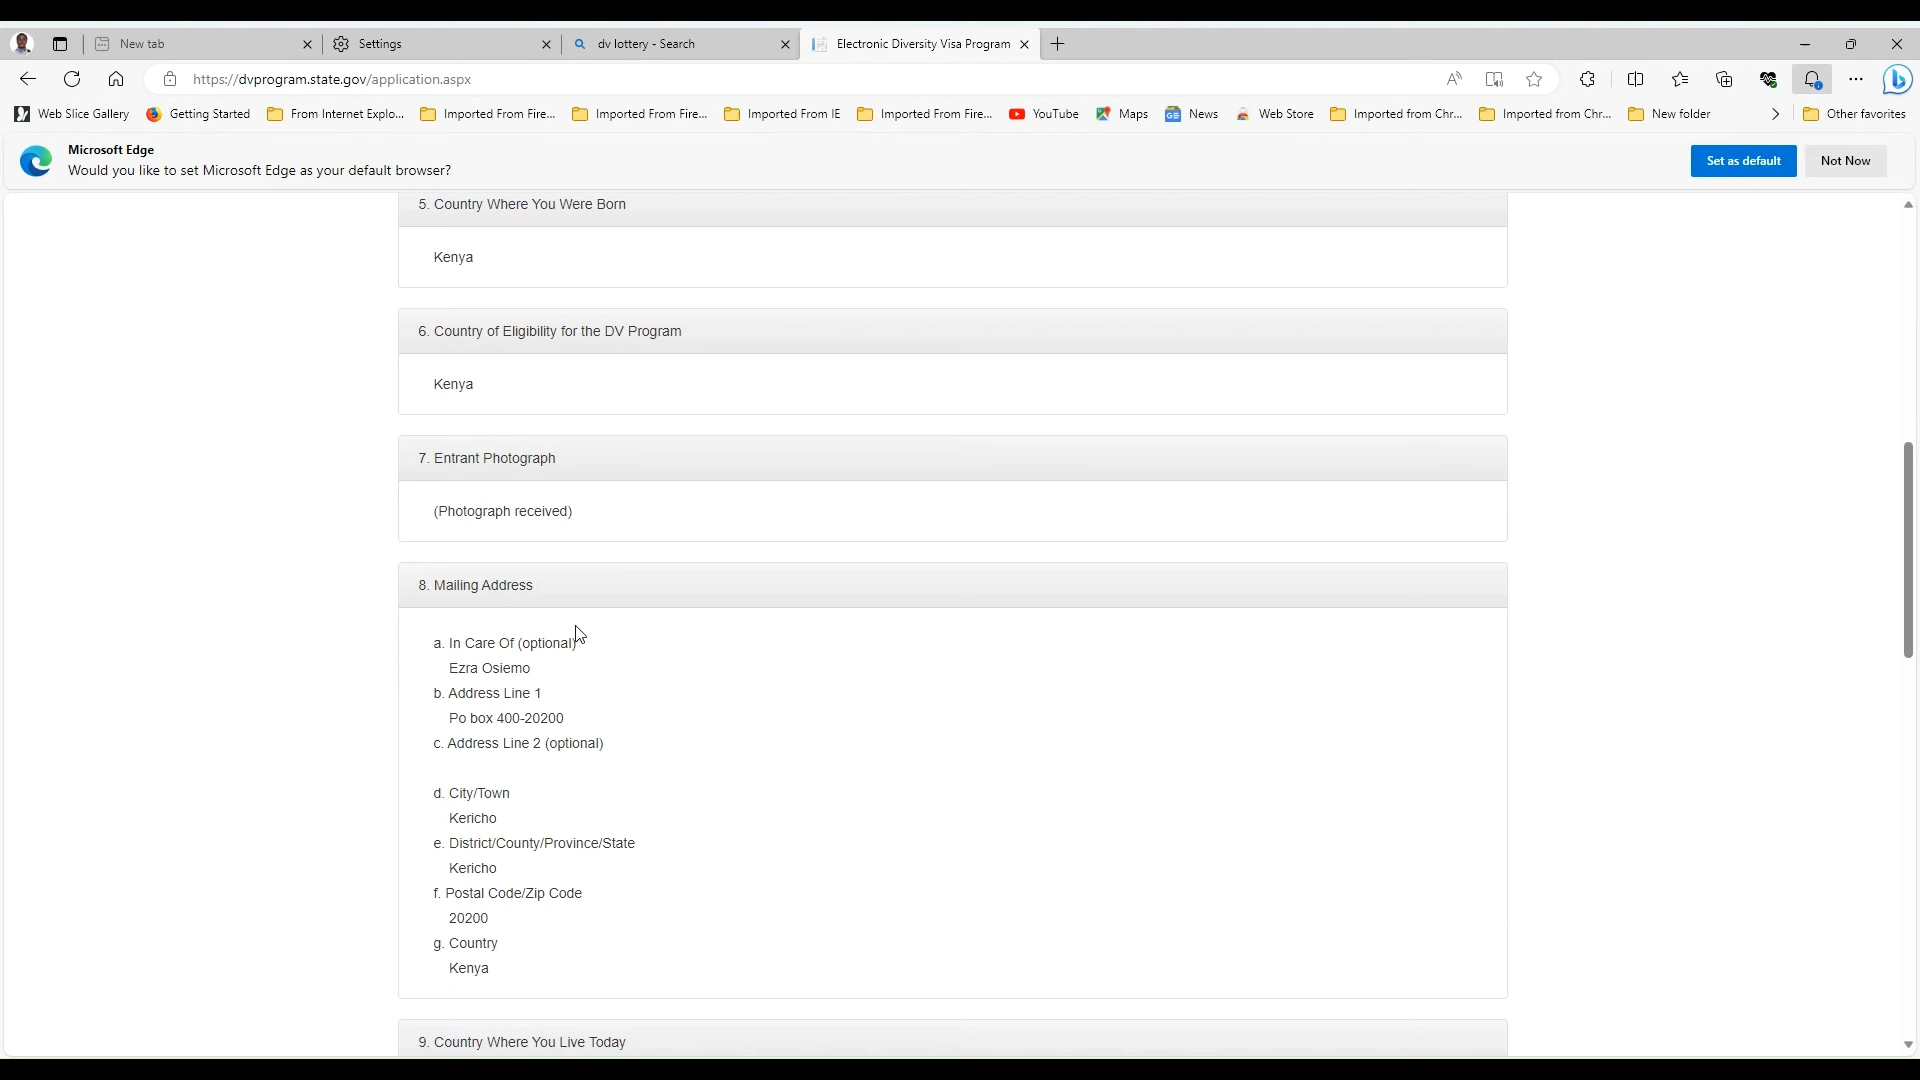 New tab
Settings
dv lottery - Search
Electronic Diversity Visa Program
https://dvprogram.state.gov/application.aspx
Web Slice Gallery
Getting Started
From Internet Explo...
Imported From Fire...
Imported From Fire...
Imported From IE
Imported From Fire...
YouTube
Maps
News
Web Store
Imported from Chr...
Imported from Chr...
New folder
Other favorites
Microsoft Edge
Would you like to set Microsoft Edge as your default browser?
Set as default
Not Now
5. Country Where You Were Born
Kenya
6. Country of Eligibility for the DV Program
Kenya
7. Entrant Photograph
(Photograph received)
8. Mailing Address
a. In Care Of (optional)
Ezra Osiemo
b. Address Line 1
Po box 400-20200
c. Address Line 2 (optional)
d. City/Town
Kericho
e. District/County/Province/State
Kericho
f. Postal Code/Zip Code
20200
g. Country
Kenya
9. Country Where You Live Today